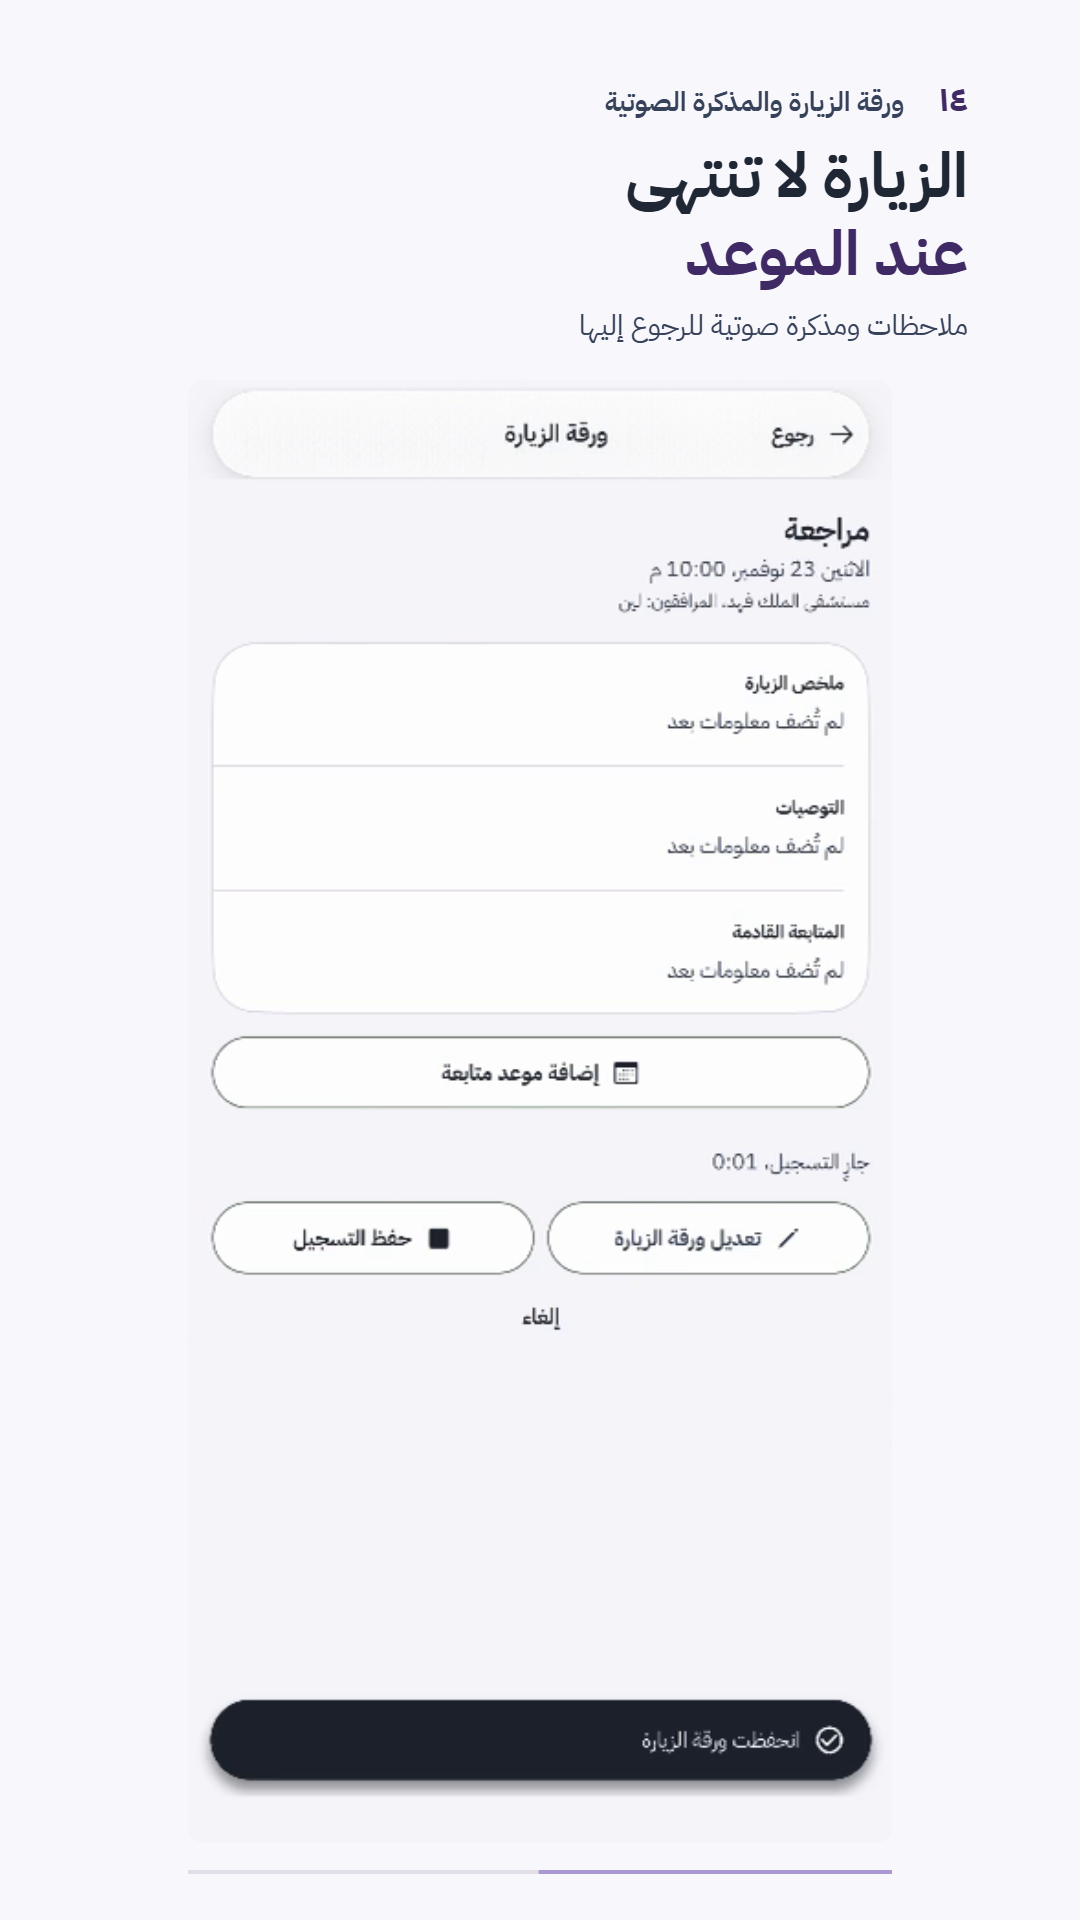 ١٤ ورقة الزيارة والمذكرة الصوتية
الزيارة لا تنتهي
عند الموعد
ملاحظات ومذكرة صوتية للرجوع إليها
رجوع
ورقة الزيارة
مراجعة
الاثنين 23 نوفمبر، 10:00 م
مستشفى الملك فهد، المرافقون: لين
ملخص الزيارة
لم تُضف معلومات بعد
التوصيات
لم تُضف معلومات بعد
المتابعة القادمة
لم تُضف معلومات بعد
إضافة موعد متابعة
جارٍ التسجيل، 0:01
تعديل ورقة الزيارة
حفظ التسجيل
إلغاء
انحفظت ورقة الزيارة